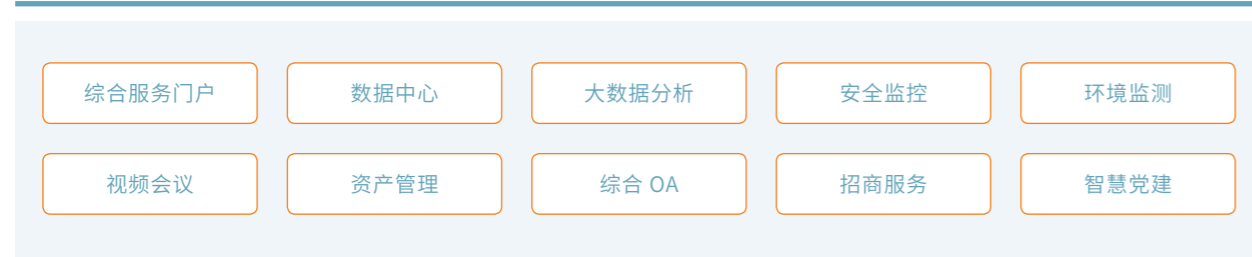 综合服务门户
数据中心
大数据分析
安全监控
环境监测
视频会议
资产管理
综合 OA
招商服务
智慧党建